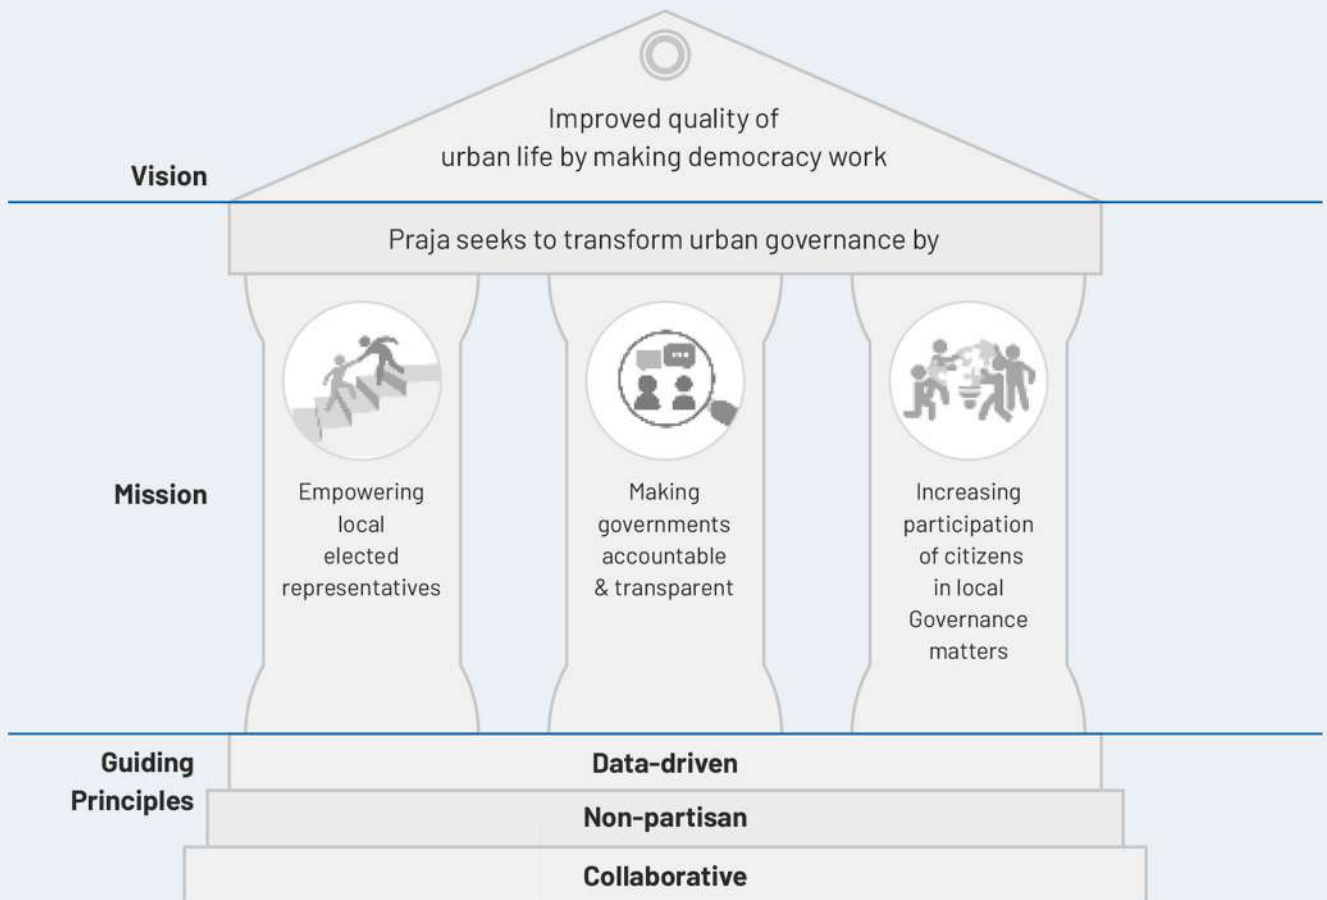 Improved quality of
urban life by making democracy work
Vision
Praja seeks to transform urban governance by
Mission
Empowering
local
elected
representatives
Making
governments
accountable
& transparent
Increasing
participation
of citizens
in local
Governance
matters
Guiding
Principles
Data-driven
Non-partisan
Collaborative